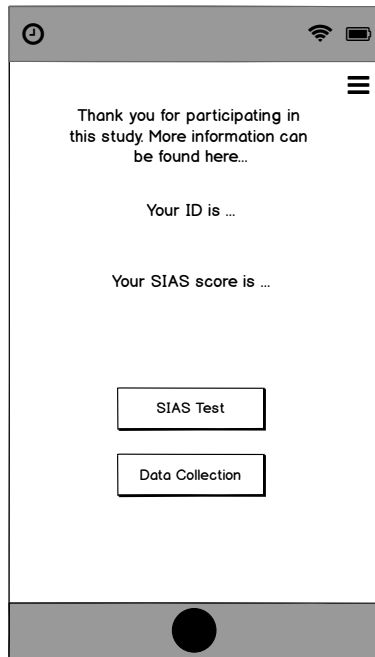 Thank you for participating in
this study. More information can
be found here...
Your ID is ...
Your SIAS score is ...
SIAS Test
Data Collection